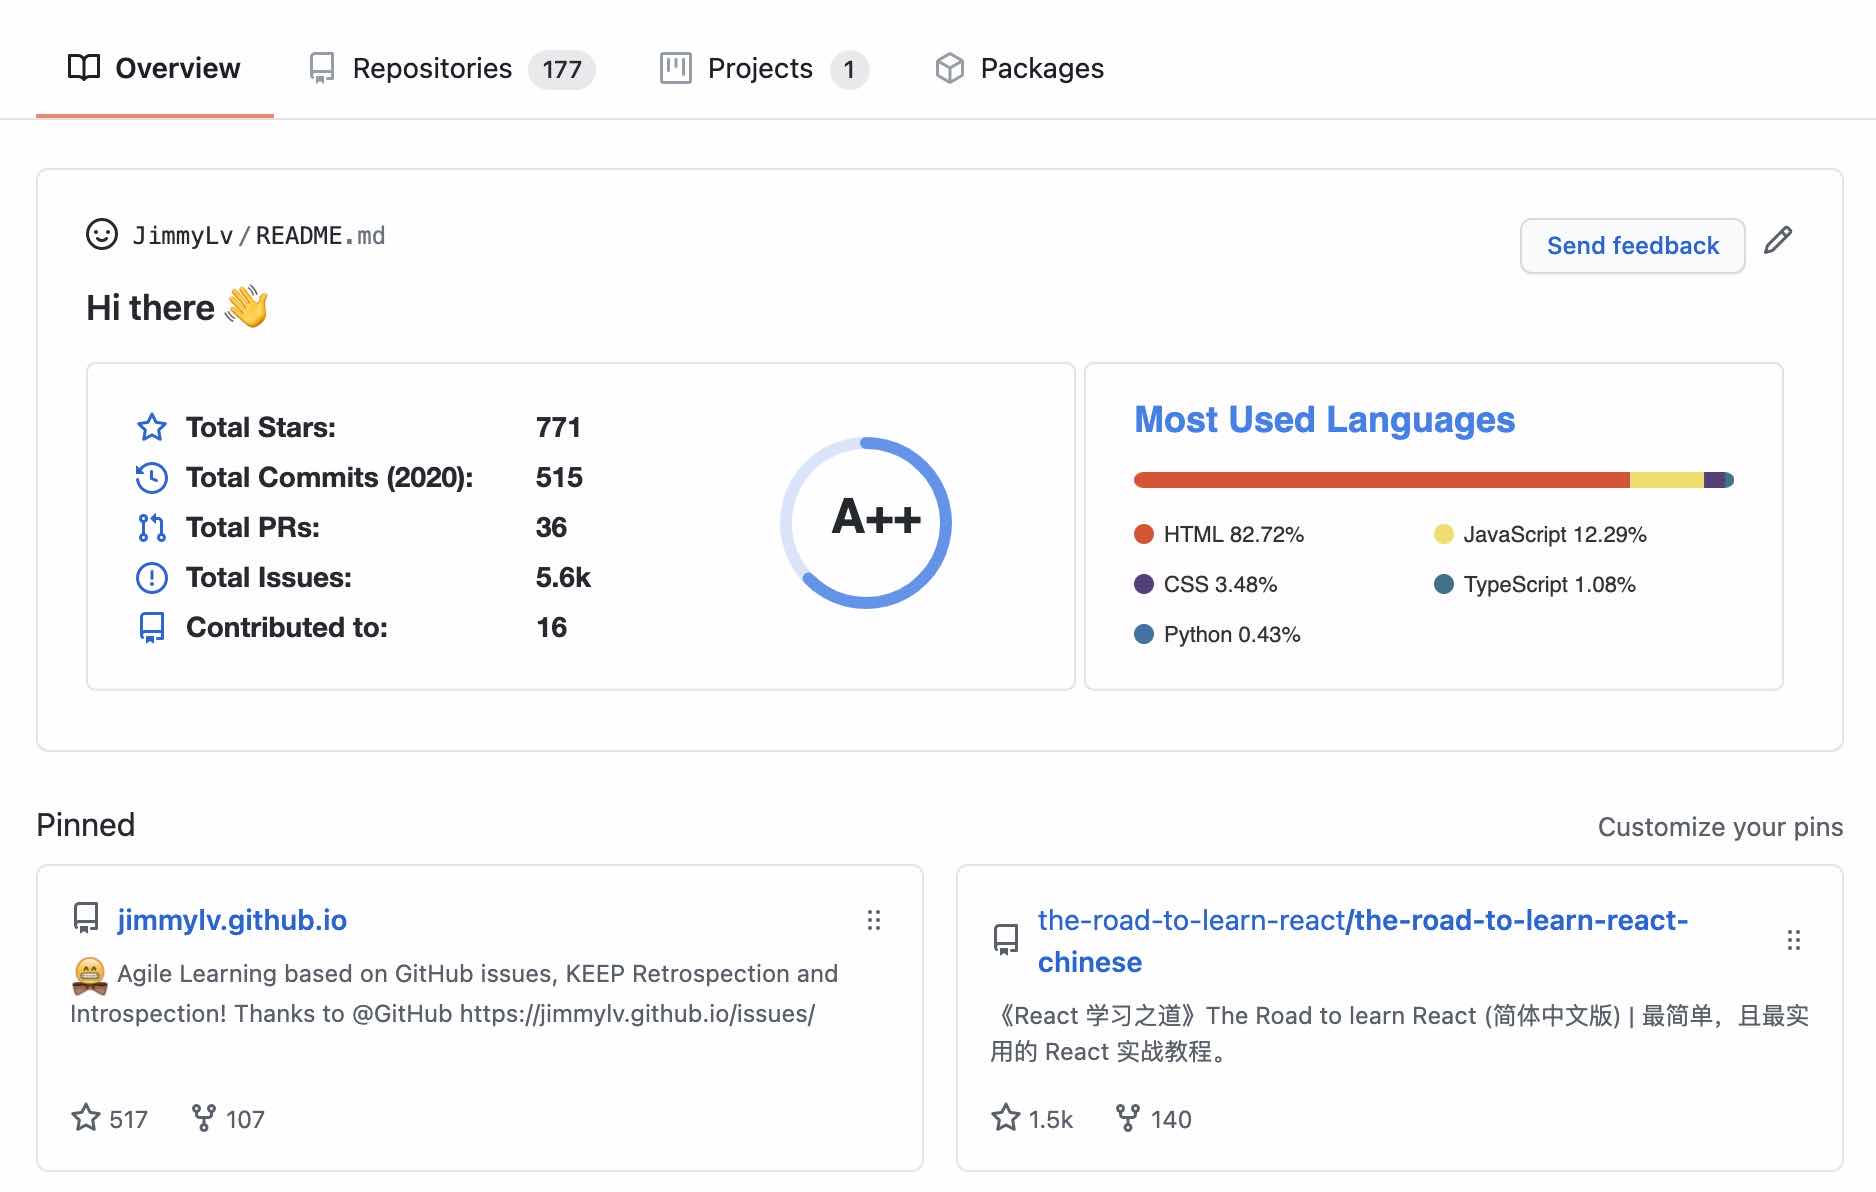 Overview Repositories 177 Projects 1 Packages
JimmyLv/README.md
Send feedback
Hi there 👋
Total Stars: 771
Total Commits (2020): 515
Total PRs: 36
Total Issues: 5.6k
Contributed to: 16
A++
Most Used Languages
HTML 82.72% JavaScript 12.29%
CSS 3.48% TypeScript 1.08%
Python 0.43%
Pinned
Customize your pins
jimmylv.github.io
Agile Learning based on GitHub issues, KEEP Retrospection and
Introspection! Thanks to @GitHub https://jimmylv.github.io/issues/
517 107
the-road-to-learn-react/the-road-to-learn-react-
chinese
《React 学习之道》The Road to learn React (简体中文版) | 最简单，且最实
用的 React 实战教程。
1.5k 140